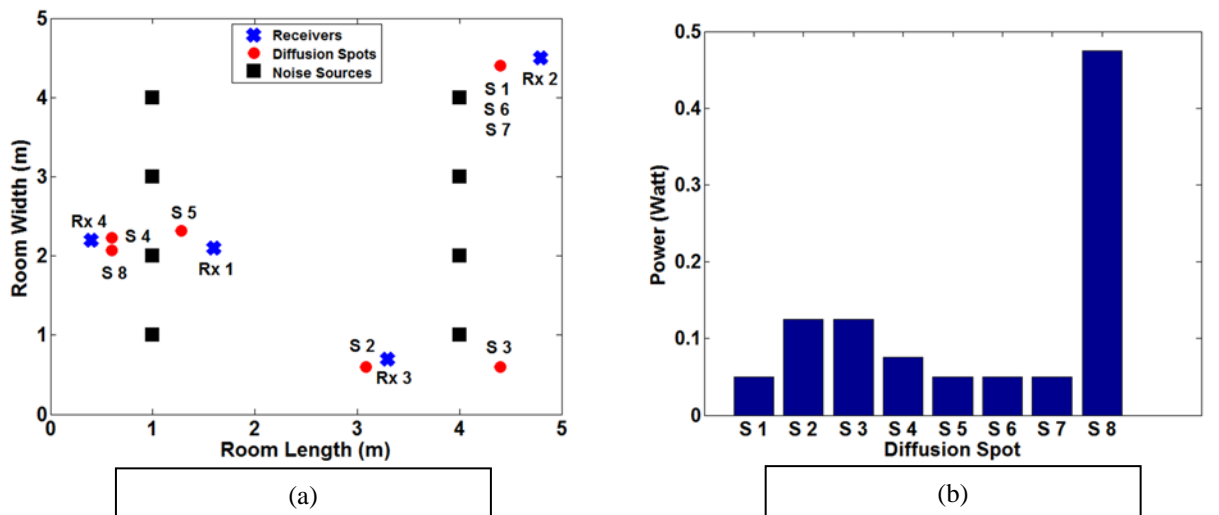 Receivers
Diffusion Spots
Noise Sources
5
4
3
2
1
0
Room Width (m)
S 1
S 6
S 7
Rx 2
Rx 4
S 4
S 8
S 5
Rx 1
S 2
Rx 3
S 3
0 1 2 3 4 5
Room Length (m)
(a)
0.5
0.4
0.3
0.2
0.1
0
Power (Watt)
S 1 S 2 S 3 S 4 S 5 S 6 S 7 S 8
Diffusion Spot
(b)